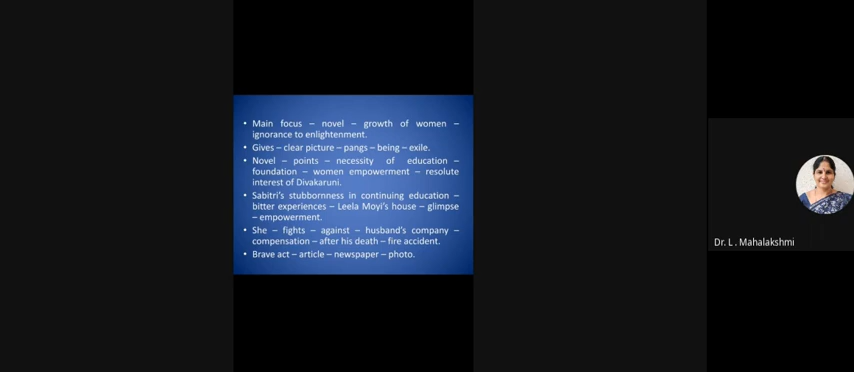 • Main focus – novel – growth of women –
ignorance to enlightenment.
• Gives – clear picture – pangs – being – exile.
• Novel – points – necessity of education –
foundation – women empowerment – resolute
interest of Divakaruni.
• Sabitri's stubbornness in continuing education –
bitter experiences – Leela Moyi's house – glimpse
– empowerment.
• She – fights – against – husband's company –
compensation – after his death – fire accident.
• Brave act – article – newspaper – photo.
Dr. L . Mahalakshmi